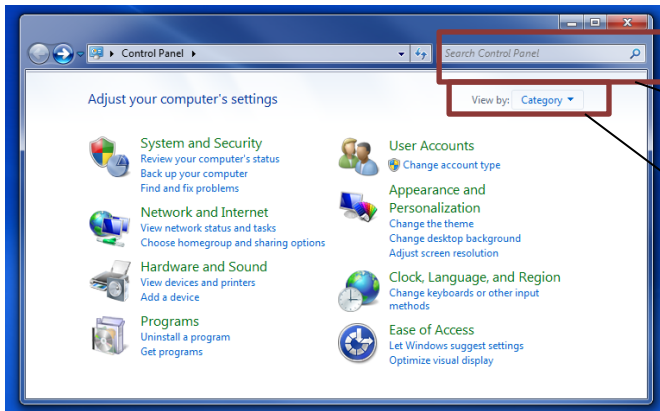 Control Panel
Search Control Panel
Adjust your computer's settings
View by: Category
System and Security
Review your computer's status
Back up your computer
Find and fix problems
Network and Internet
View network status and tasks
Choose homegroup and sharing options
Hardware and Sound
View devices and printers
Add a device
Programs
Uninstall a program
Get programs
User Accounts
Change account type
Appearance and
Personalization
Change the theme
Change desktop background
Adjust screen resolution
Clock, Language, and Region
Change keyboards or other input
methods
Ease of Access
Let Windows suggest settings
Optimize visual display